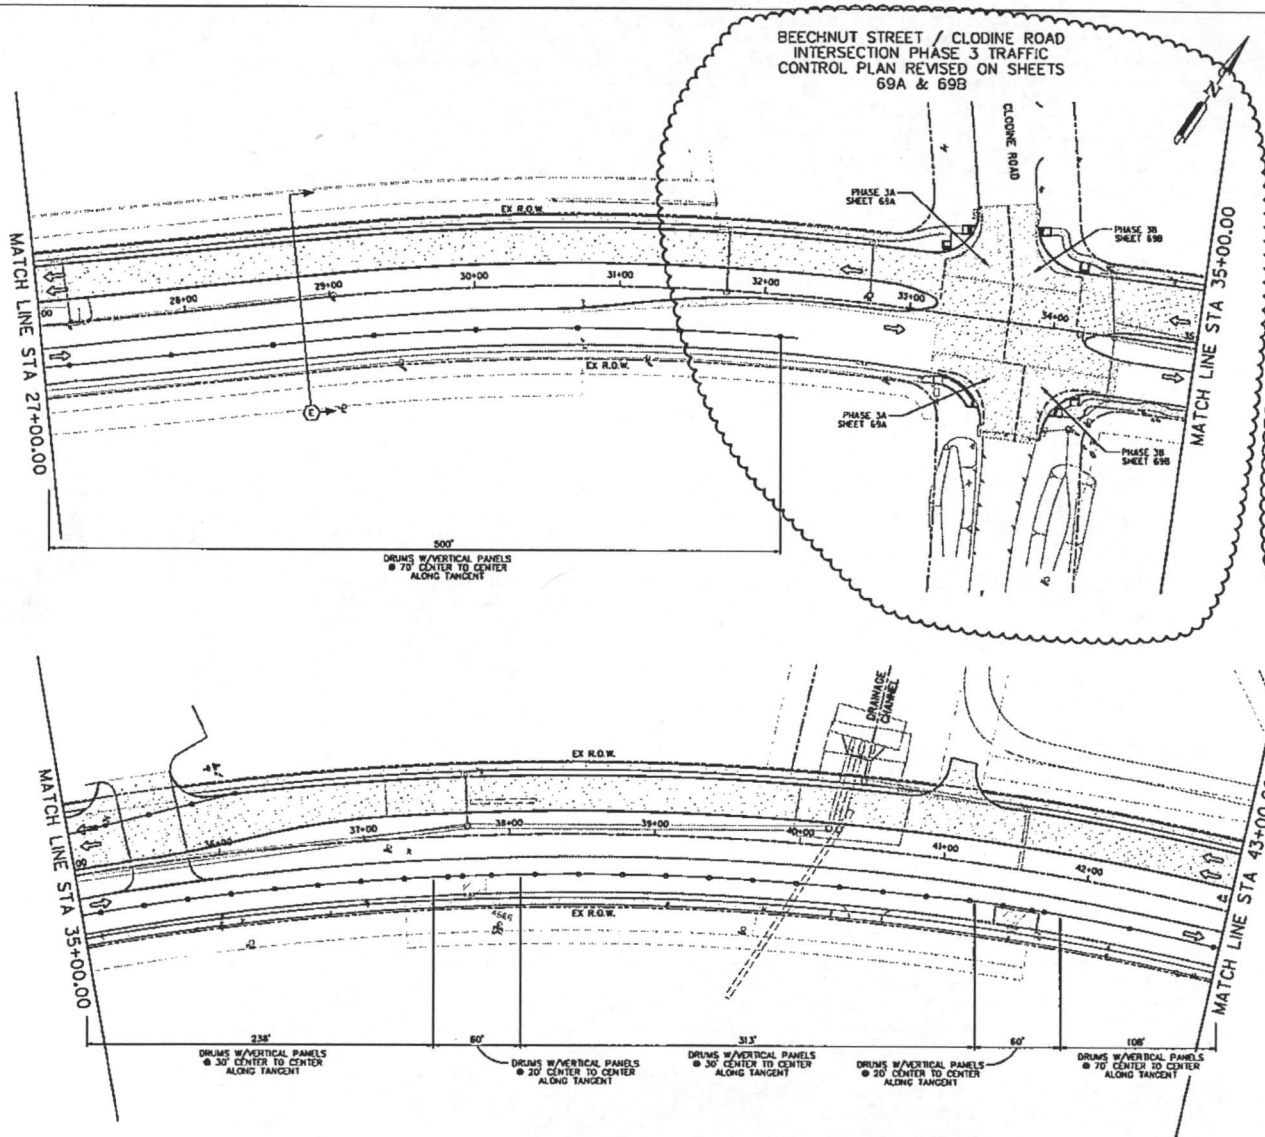 BEECHNUT STREET / CLODINE ROAD
INTERSECTION PHASE 3 TRAFFIC
CONTROL PLAN REVISED ON SHEETS
69A & 69B
N
CLODINE ROAD
PHASE 3A
SHEET 69A
PHASE 3B
SHEET 69B
EX R.O.W.
MATCH LINE STA 27+00.00
MATCH LINE STA 35+00.00
28+00
29+00
30+00
31+00
32+00
33+00
34+00
EX R.O.W.
E
PHASE 3A
SHEET 69A
PHASE 3B
SHEET 69B
500'
DRUMS W/VERTICAL PANELS
@ 70' CENTER TO CENTER
ALONG TANGENT
DRAINAGE
CHANNEL
EX R.O.W.
MATCH LINE STA 35+00.00
MATCH LINE STA 43+00.
36+00
37+00
38+00
39+00
40+00
41+00
42+00
EX R.O.W.
238'
60'
313'
60'
108'
DRUMS W/VERTICAL PANELS
@ 30' CENTER TO CENTER
ALONG TANGENT
DRUMS W/VERTICAL PANELS
@ 20' CENTER TO CENTER
ALONG TANGENT
DRUMS W/VERTICAL PANELS
@ 30' CENTER TO CENTER
ALONG TANGENT
DRUMS W/VERTICAL PANELS
@ 20' CENTER TO CENTER
ALONG TANGENT
DRUMS W/VERTICAL PANELS
@ 70' CENTER TO CENTER
ALONG TANGENT